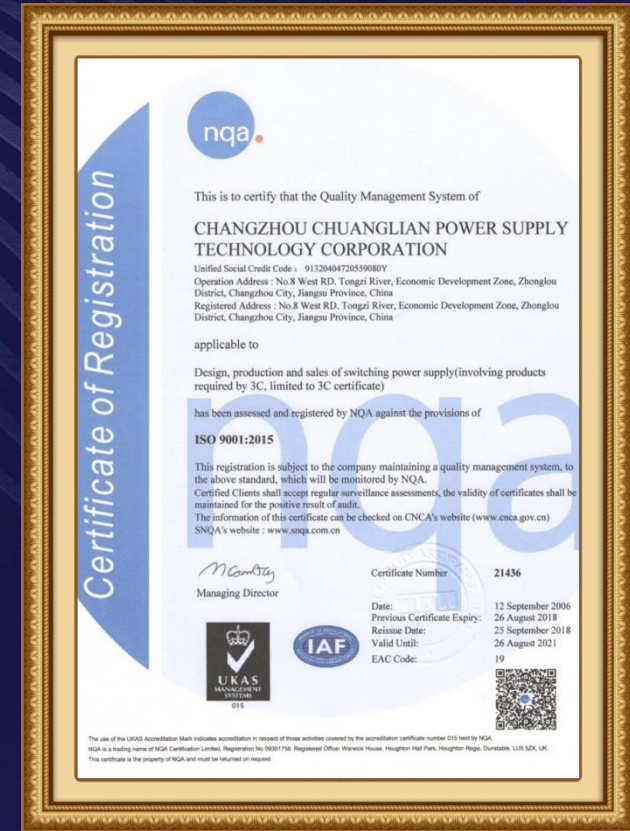 nqa.
Certificate of Registration
This is to certify that the Quality Management System of
CHANGZHOU CHUANGLIAN POWER SUPPLY
TECHNOLOGY CORPORATION
Unified Social Credit Code : 91320404720559080Y
Operation Address : No.8 West RD. Tongzi River, Economic Development Zone, Zhonglou
District, Changzhou City, Jiangsu Province, China
Registered Address : No.8 West RD. Tongzi River, Economic Development Zone, Zhonglou
District, Changzhou City, Jiangsu Province, China
applicable to
Design, production and sales of switching power supply(involving products
required by 3C, limited to 3C certificate)
has been assessed and registered by NQA against the provisions of
ISO 9001:2015
This registration is subject to the company maintaining a quality management system, to
the above standard, which will be monitored by NQA.
Certified Clients shall accept regular surveillance assessments, the validity of certificates shall be
maintained for the positive result of audit.
The information of this certificate can be checked on CNCA's website (www.cnca.gov.cn)
SNQA's website : www.snqa.com.cn
nqa
Managing Director
Certificate Number 21436
Date: 12 September 2006
Previous Certificate Expiry: 26 August 2018
Reissue Date: 25 September 2018
Valid Until: 26 August 2021
EAC Code: 19
UKAS
MANAGEMENT
SYSTEMS
015
IAF
The use of the UKAS Accreditation Mark indicates accreditation in respect of those activities covered by the accreditation certificate number 015 held by NQA.
NQA is a trading name of NQA Certification Limited, Registration No 09351758. Registered Office: Warwick House, Houghton Hall Park, Houghton Regis, Dunstable, LU5 5ZX, UK.
This certificate is the property of NQA and must be returned on request.